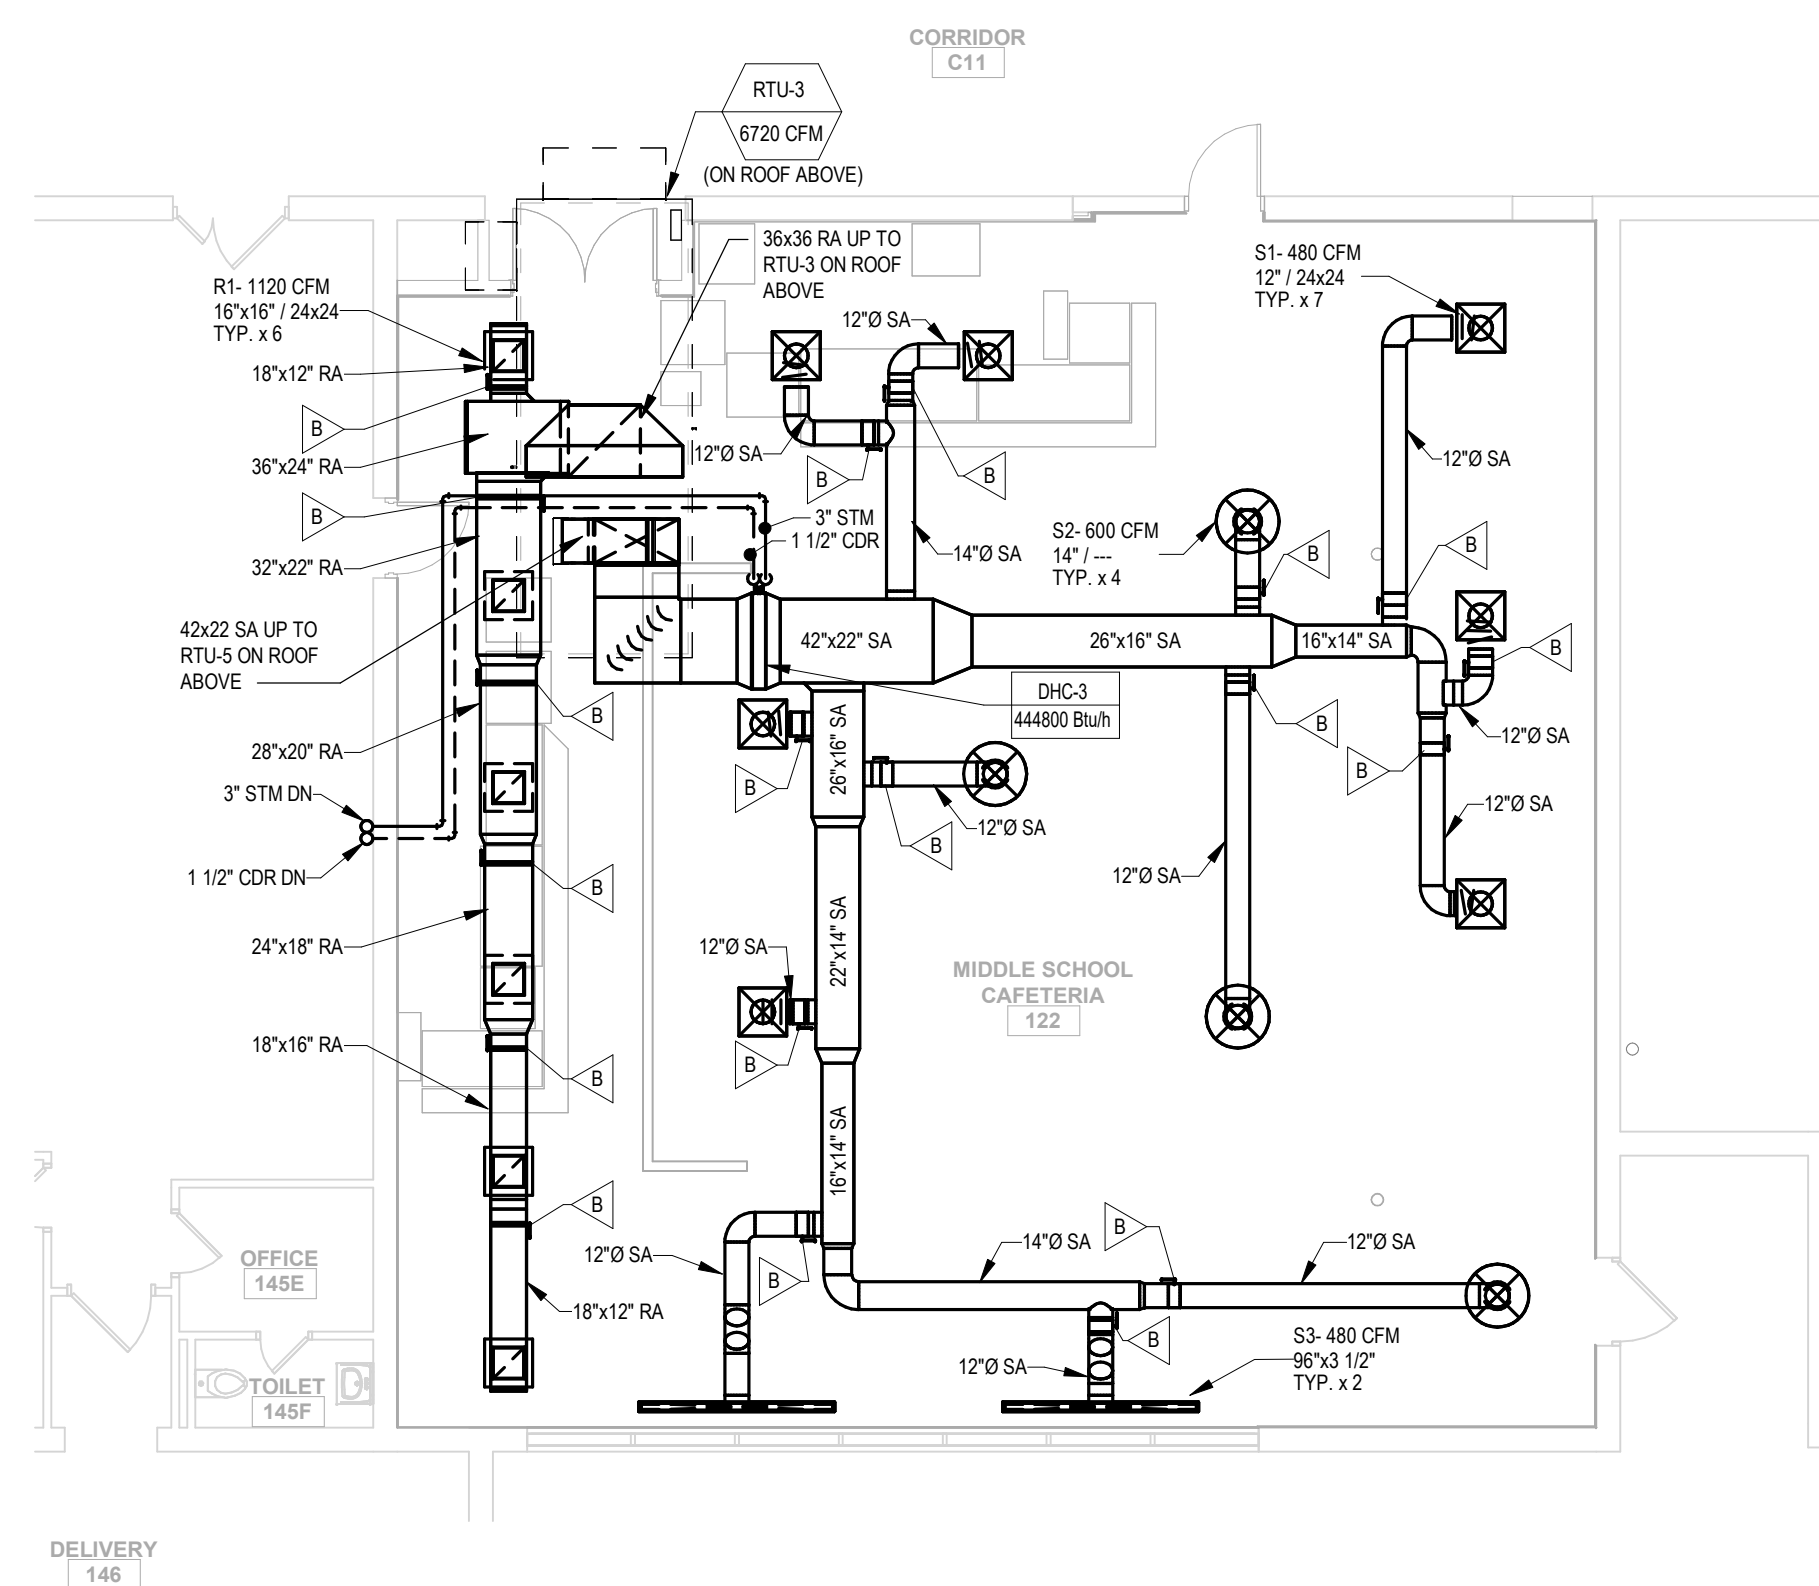 CORRIDOR
C11
RTU-3
6720 CFM
(ON ROOF ABOVE)
36x36 RA UP TO
RTU-3 ON ROOF
ABOVE
S1- 480 CFM
12" / 24x24
TYP. x 7
R1- 1120 CFM
16"x16" / 24x24
TYP. x 6
12"Ø SA
18"x12" RA
B
36"x24" RA
12"Ø SA
B
B
12"Ø SA
B
3" STM
1 1/2" CDR
32"x22" RA
14"Ø SA
S2- 600 CFM
14" / ---
TYP. x 4
B
B
42x22 SA UP TO
RTU-5 ON ROOF
ABOVE
42"x22" SA
26"x16" SA
16"x14" SA
B
DHC-3
444800 Btu/h
B
B
12"Ø SA
28"x20" RA
26"x16" SA
B
B
3" STM DN
12"Ø SA
B
12"Ø SA
1 1/2" CDR DN
B
12"Ø SA
24"x18" RA
12"Ø SA
22"x14" SA
MIDDLE SCHOOL
CAFETERIA
122
18"x16" RA
B
B
16"x14" SA
B
14"Ø SA
B
12"Ø SA
OFFICE
145E
12"Ø SA
B
18"x12" RA
B
S3- 480 CFM
96"x3 1/2"
TYP. x 2
12"Ø SA
TOILET
145F
DELIVERY
146